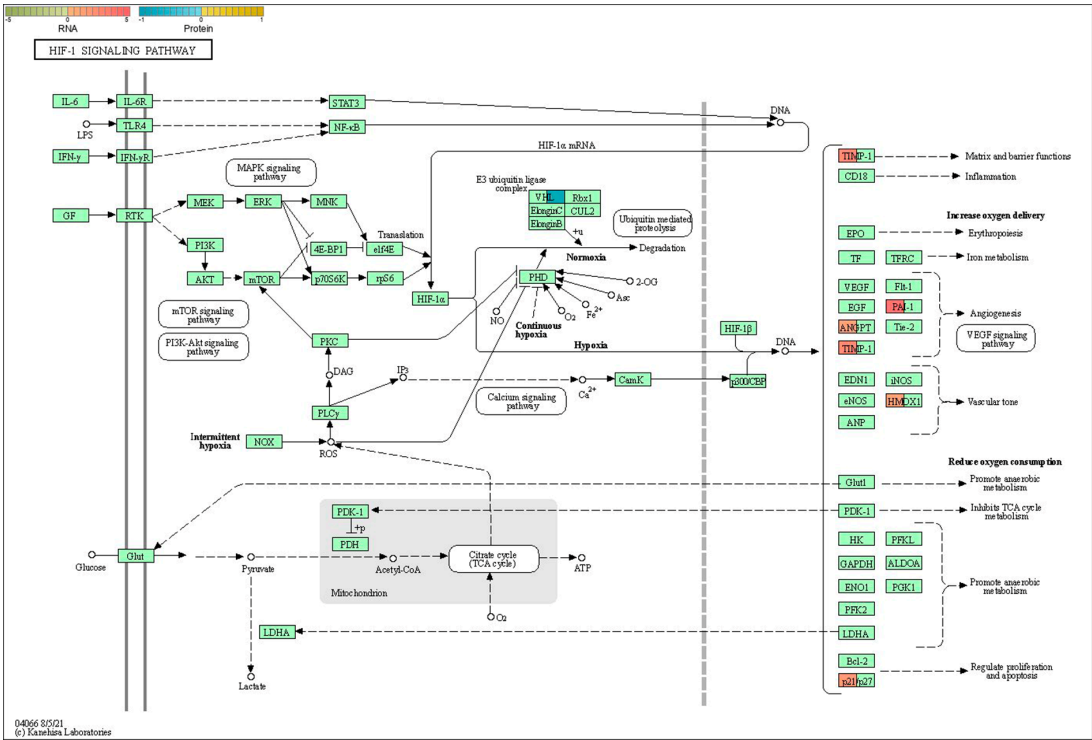 -5 0 5 -1 0 1
RNA Protein
HIF-1 SIGNALING PATHWAY
IL-6 IL-6R STAT3 DNA
LPS TLR4 NF-κB
HIF-1α mRNA
IFN-γ IFN-γR
TIMP-1 Matrix and barrier functions
CD18 Inflammation
MAPK signaling
pathway
E3 ubiquitin ligase
complex
VHL Rbx1
ElonginC CUL2
ElonginB
+u
Ubiquitin mediated
proteolysis
GF RTK MEK ERK MNK
Increase oxygen delivery
EPO Erythropoiesis
PI3K 4E-BP1 eIf4E
Transalation
Degradation
Normoxia
TF TFRC Iron metabolism
AKT mTOR p70S6K rpS6
HIF-1α PHD
2-OG
Asc
Fe2+
O2
NO
Continuous
hypoxia
VEGF Flt-1
EGF PAI-1 Angiogenesis
ANGPT Tie-2
TIMP-1
VEGF signaling
pathway
mTOR signaling
pathway
PI3K-Akt signaling
pathway
PKC
HIF-1β
Hypoxia
DNA
DAG
IP3
Ca2+
CamK p300/CBP
Calcium signaling
pathway
PLCγ
EDN1 iNOS
eNOS HMOX1 Vascular tone
ANP
Intermittent
hypoxia
NOX
ROS
Reduce oxygen consumption
Glut1 Promote anaerobic
metabolism
PDK-1 PDK-1 Inhibits TCA cycle
metabolism
+p
PDH
HK PFKL
Glucose Glut Pyruvate Acetyl-CoA
Citrate cycle
(TCA cycle)
ATP
GAPDH ALDOA
ENO1 PGK1
Promote anaerobic
metabolism
Mitochondrion
O2
PFK2
LDHA LDHA
Lactate
Bcl-2
p21/p27
Regulate proliferation
and apoptosis
04066 8/5/21
(c) Kanehisa Laboratories